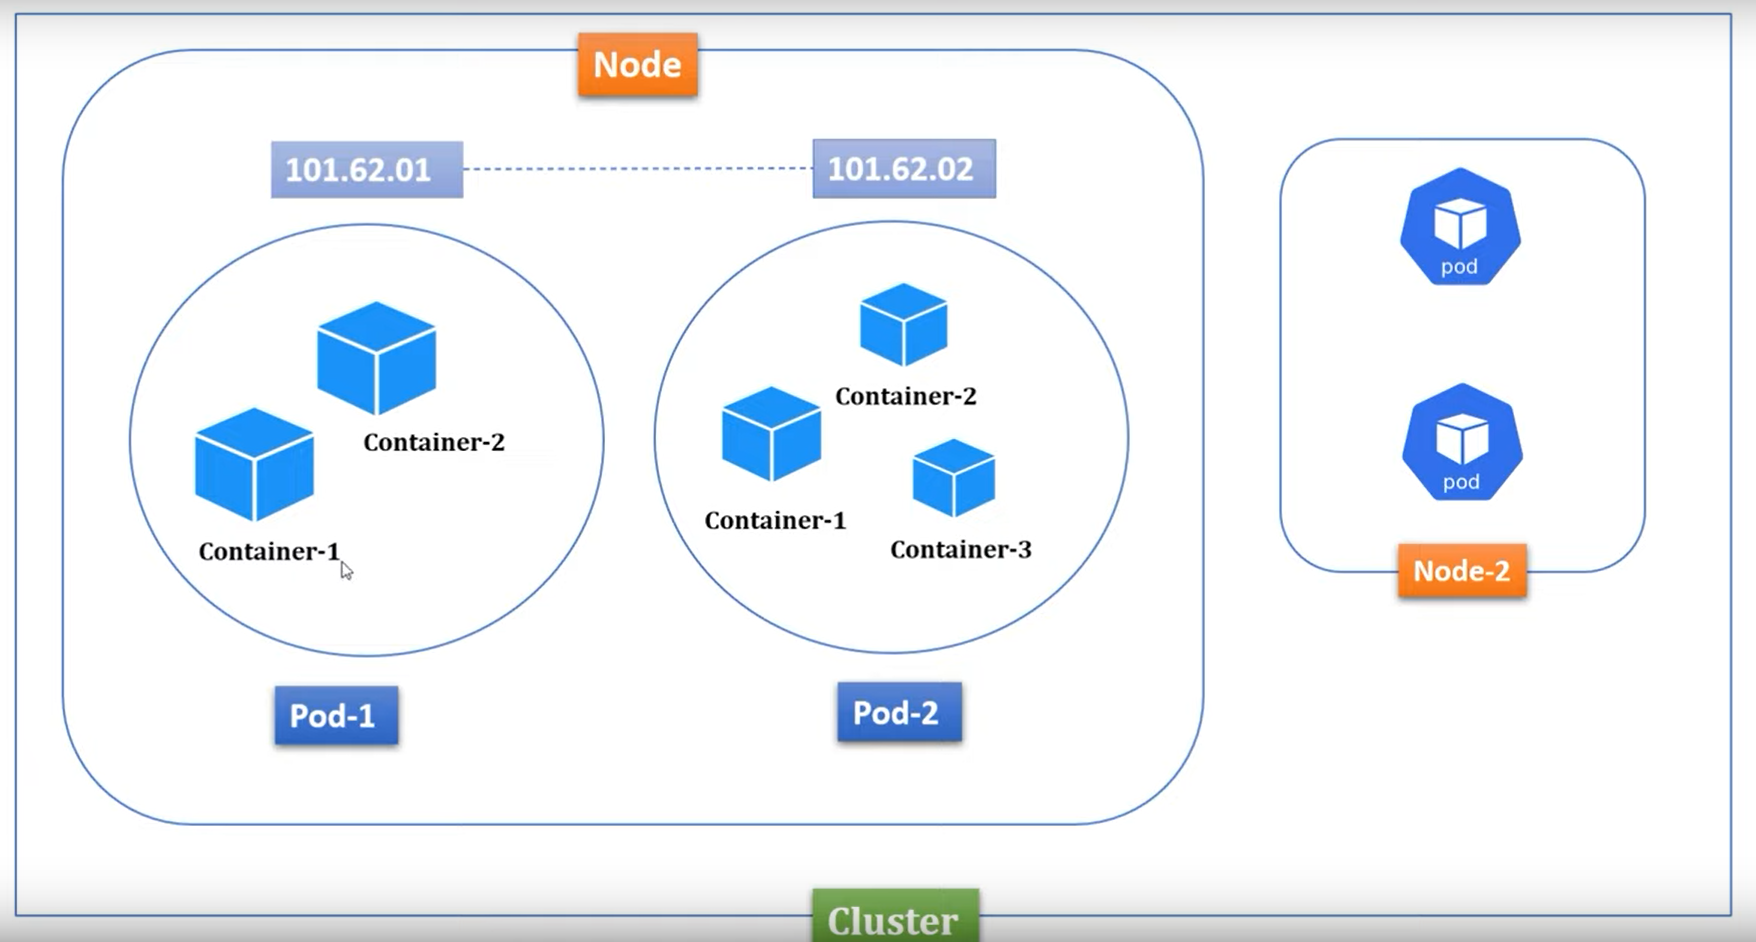 Node
101.62.01
101.62.02
pod
Container-2
Container-2
Container-1
pod
Container-1
Container-3
Node-2
Pod-1
Pod-2
Cluster